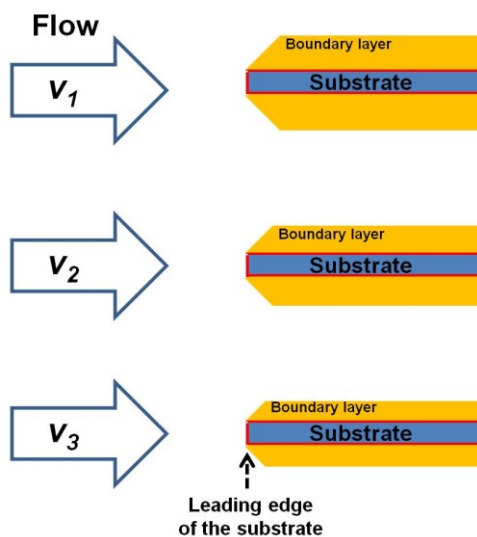 Flow
v1
Boundary layer
Substrate
v2
Boundary layer
Substrate
v3
Boundary layer
Substrate
Leading edge
of the substrate